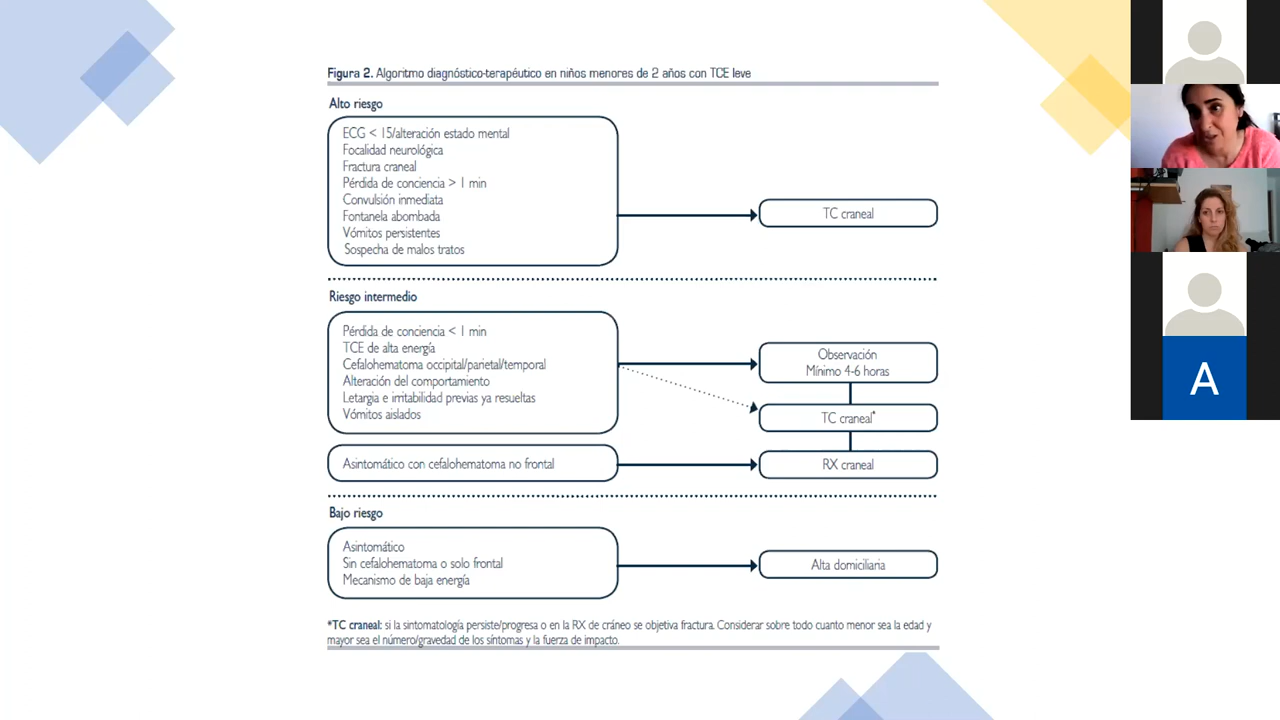 Figura 2. Algoritmo diagnóstico-terapéutico en niños menores de 2 años con TCE leve
Alto riesgo
ECG < 15/alteración estado mental
Focalidad neurológica
Fractura craneal
Pérdida de conciencia > 1 min
Convulsión inmediata
Fontanela abombada
Vómitos persistentes
Sospecha de malos tratos
TC craneal
Riesgo intermedio
Pérdida de conciencia < 1 min
TCE de alta energía
Cefalohematoma occipital/parietal/temporal
Alteración del comportamiento
Letargia e irritabilidad previas ya resueltas
Vómitos aislados
Observación
Mínimo 4-6 horas
TC craneal*
Asintomático con cefalohematoma no frontal
RX craneal
Bajo riesgo
Asintomático
Sin cefalohematoma o solo frontal
Mecanismo de baja energía
Alta domiciliaria
*TC craneal: si la sintomatología persiste/progresa o en la RX de cráneo se objetiva fractura. Considerar sobre todo cuanto menor sea la edad y
mayor sea el número/gravedad de los síntomas y la fuerza de impacto.
A